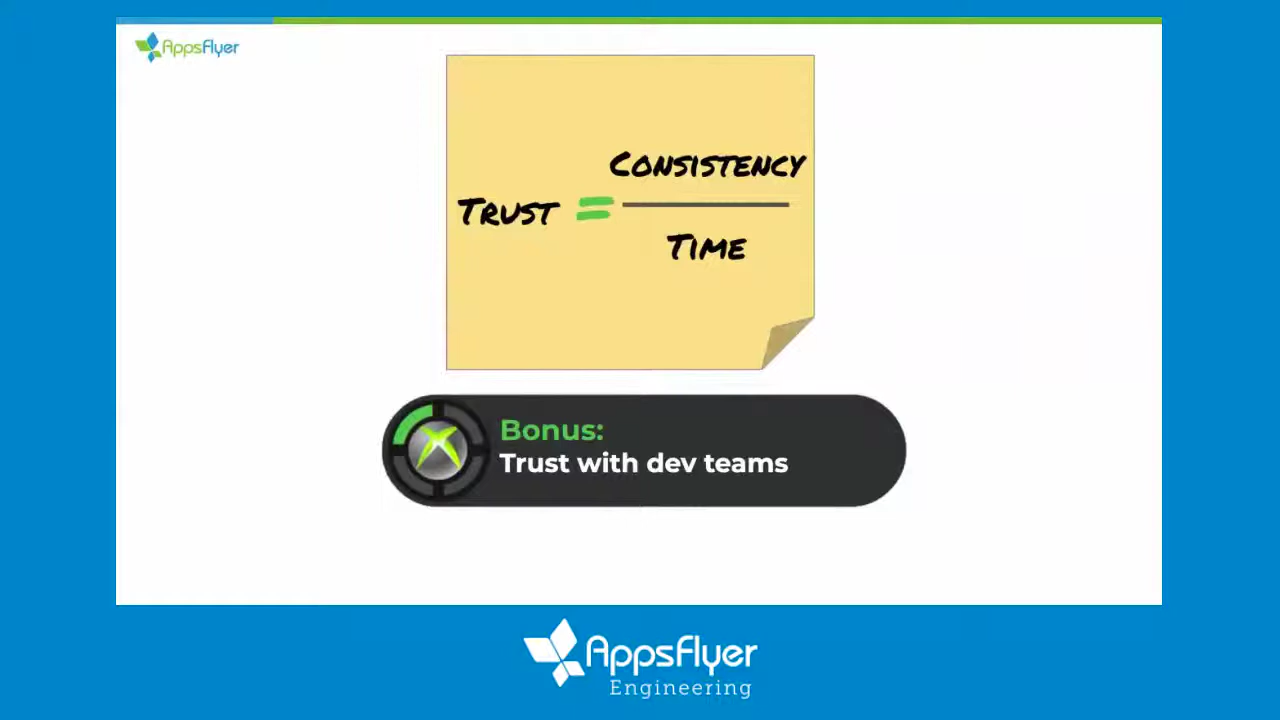 AppsFlyer
Consistency
Trust =
Time
Bonus:
Trust with dev teams
AppsFlyer
Engineering